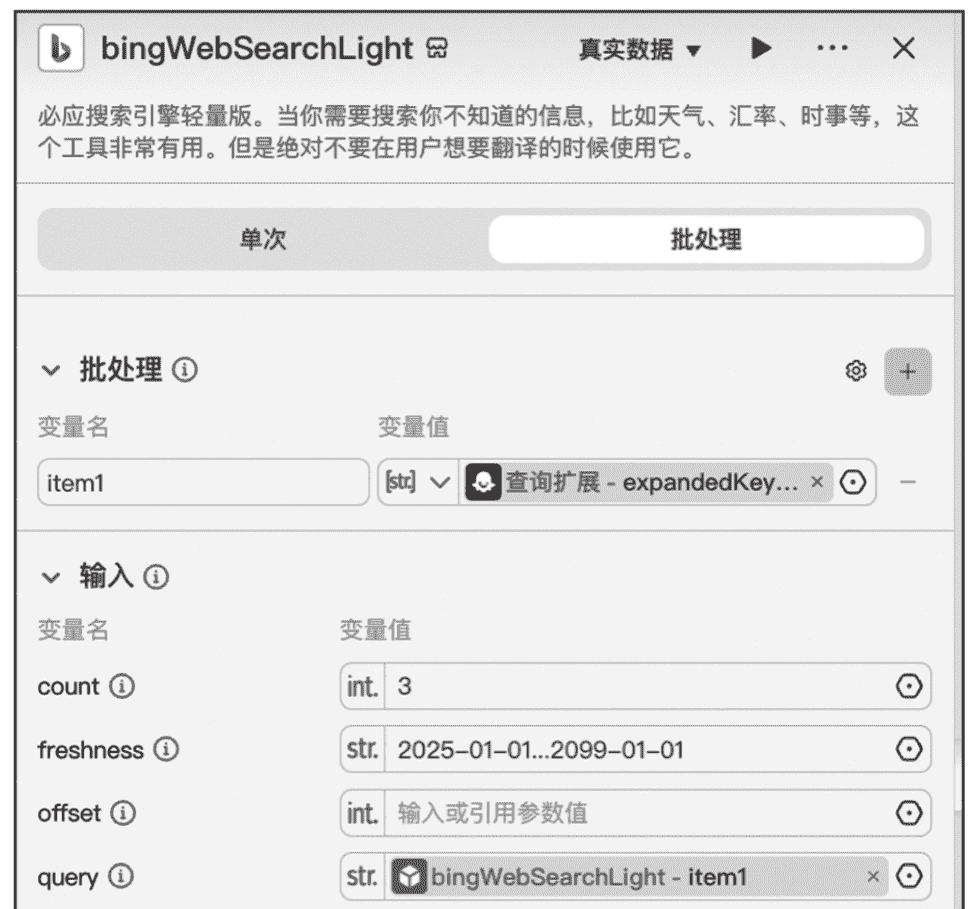 bingWebSearchLight 真实数据
必应搜索引擎轻量版。当你需要搜索你不知道的信息，比如天气、汇率、时事等，这
个工具非常有用。但是绝对不要在用户想要翻译的时候使用它。
单次 批处理
批处理
变量名 变量值
item1 [str.] 查询扩展 - expandedKey...
输入
变量名 变量值
count int. 3
freshness str. 2025-01-01...2099-01-01
offset int. 输入或引用参数值
query str. bingWebSearchLight - item1